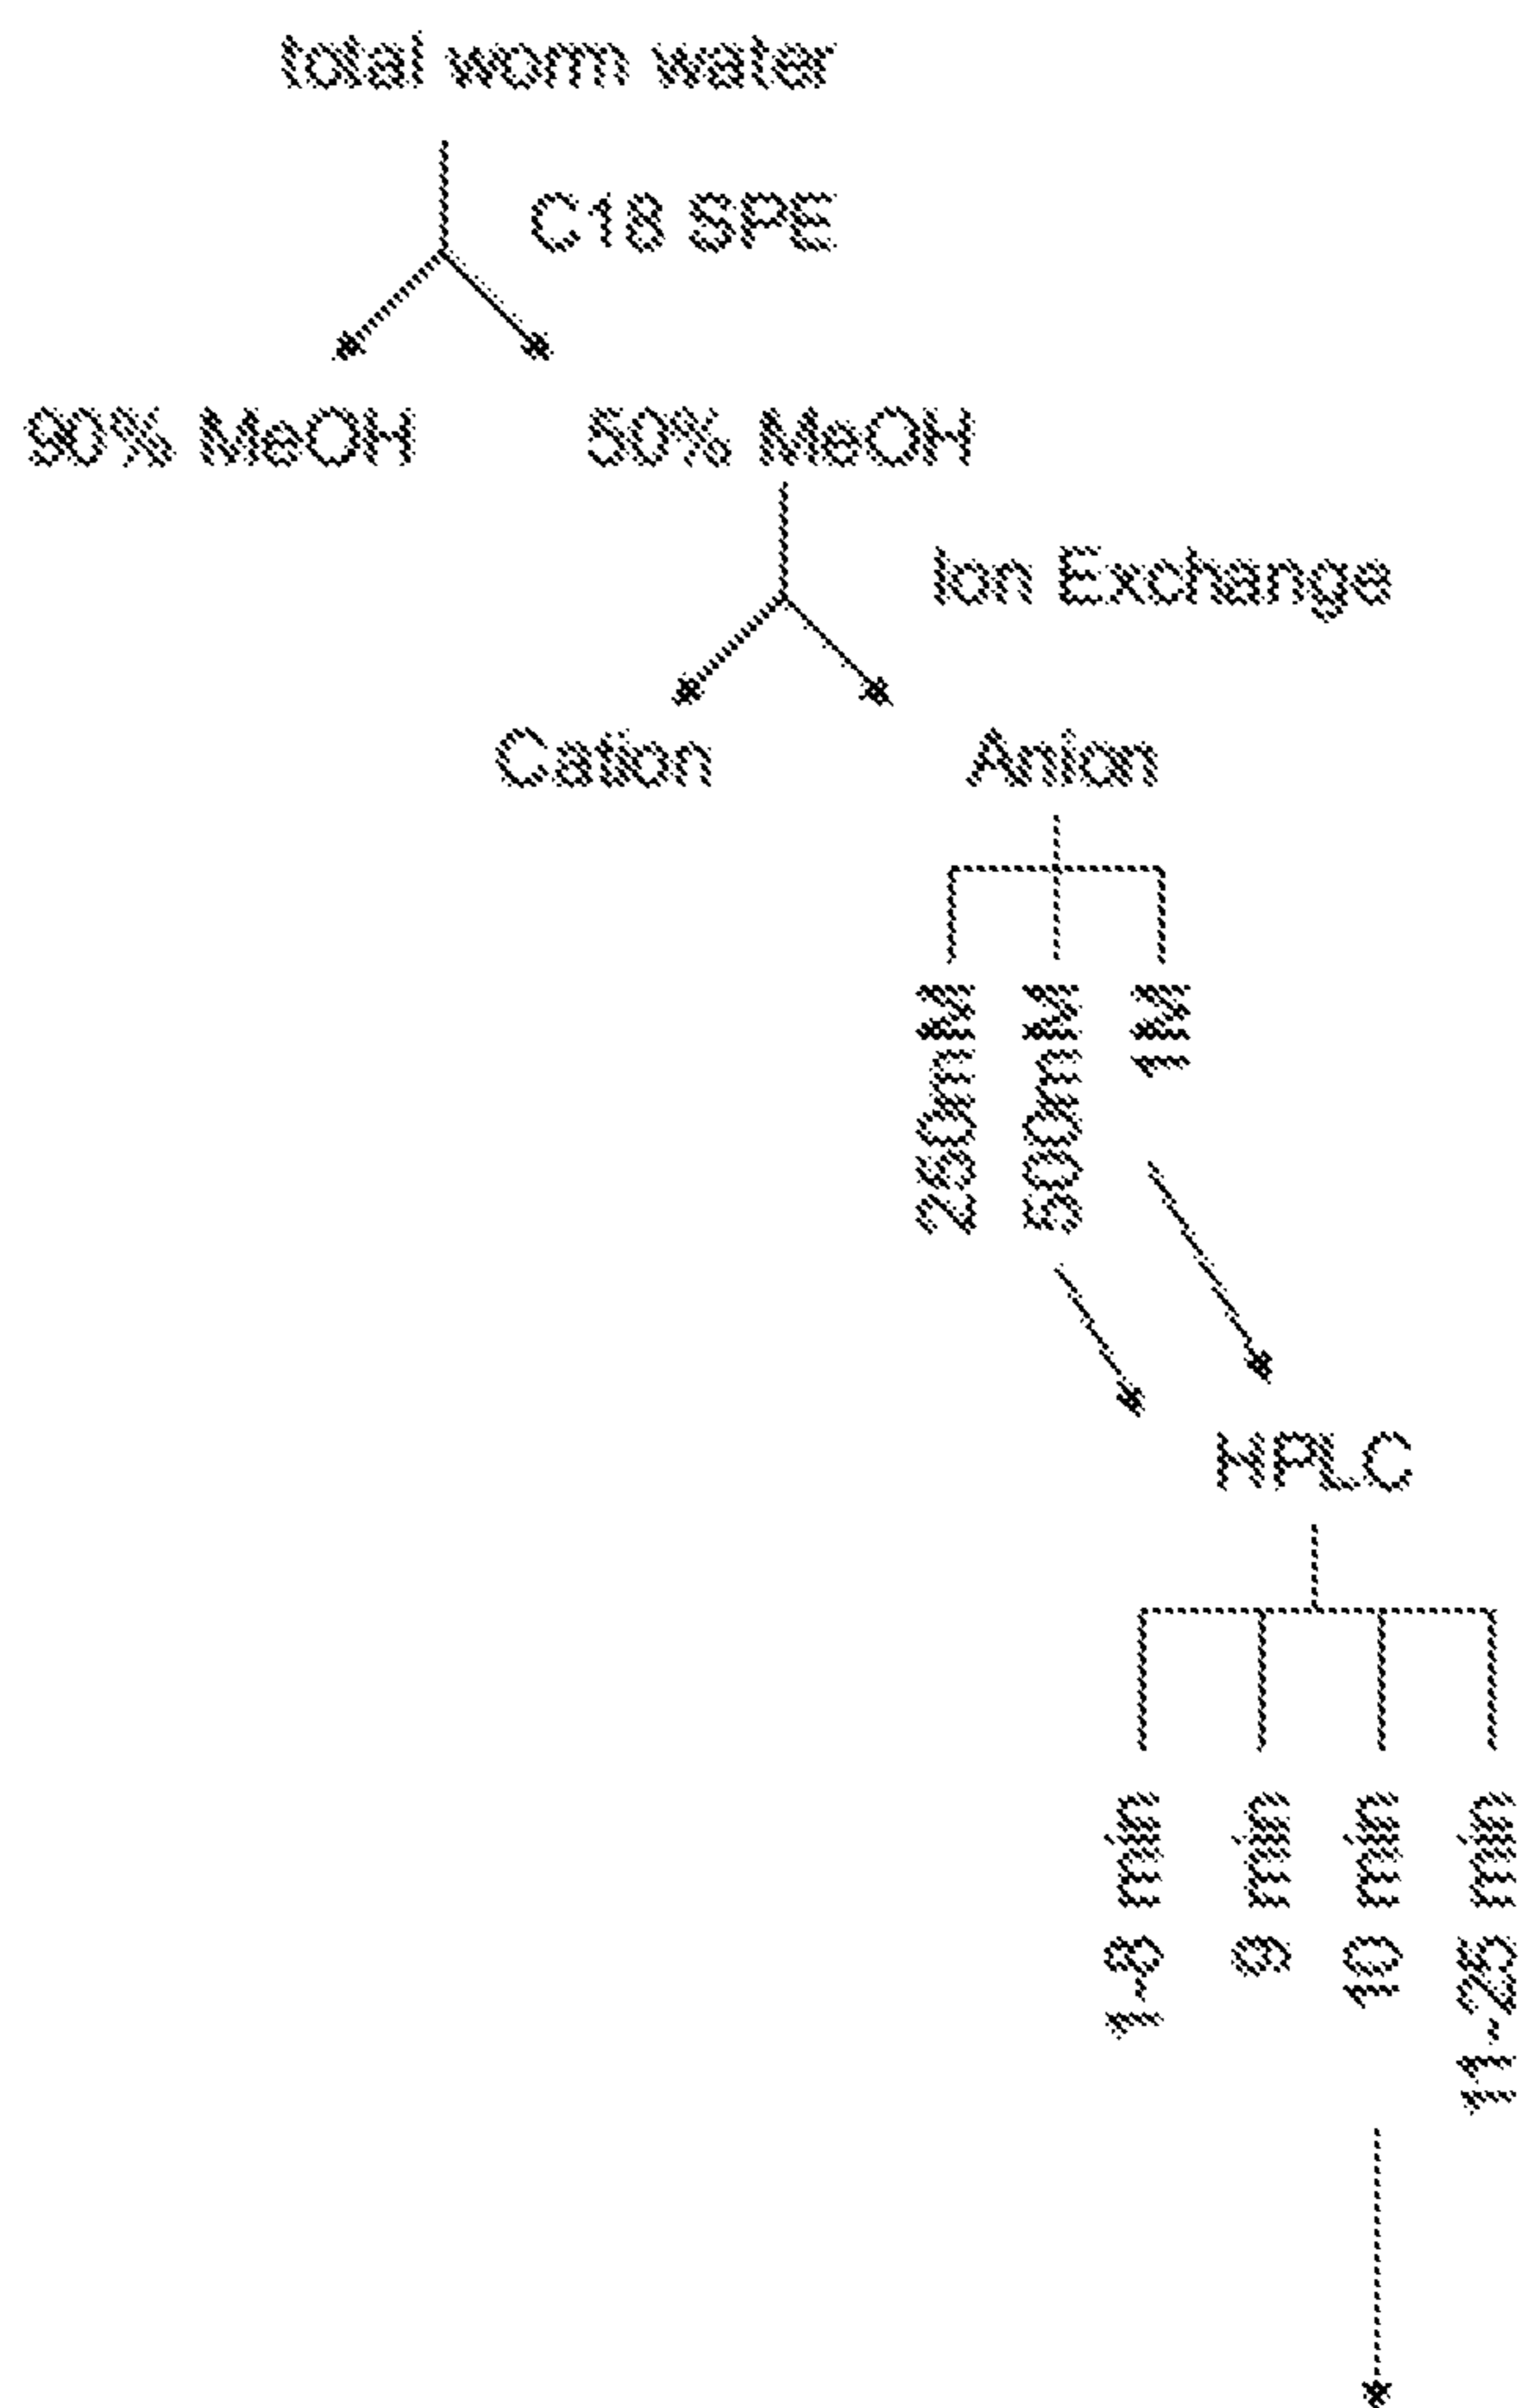 total worm water
C18 SPE
90% MeOH
50% MeOH
Ion Exchange
Cation
Anion
250mM
500mM
1M
HPLC
1-8 min
9 min
10 min
11-25 min